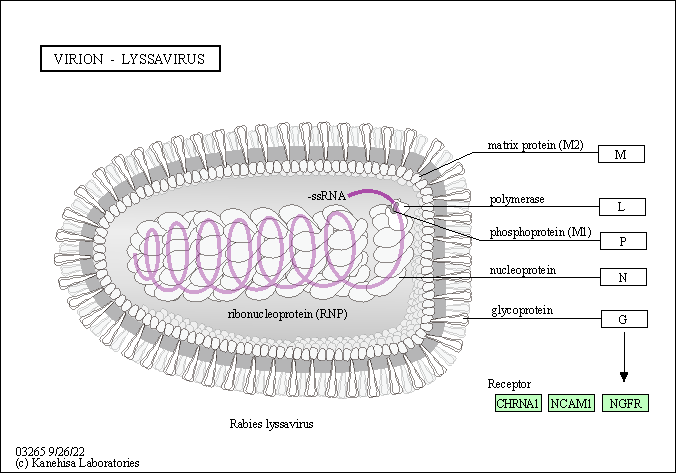 VIRION - LYSSAVIRUS
matrix protein (M2)
M
-ssRNA
polymerase
L
phosphoprotein (M1)
P
nucleoprotein
N
ribonucleoprotein (RNP)
glycoprotein
G
Receptor
CHRNA1 NCAM1 NGFR
Rabies lyssavirus
03265 9/26/22
(c) Kanehisa Laboratories